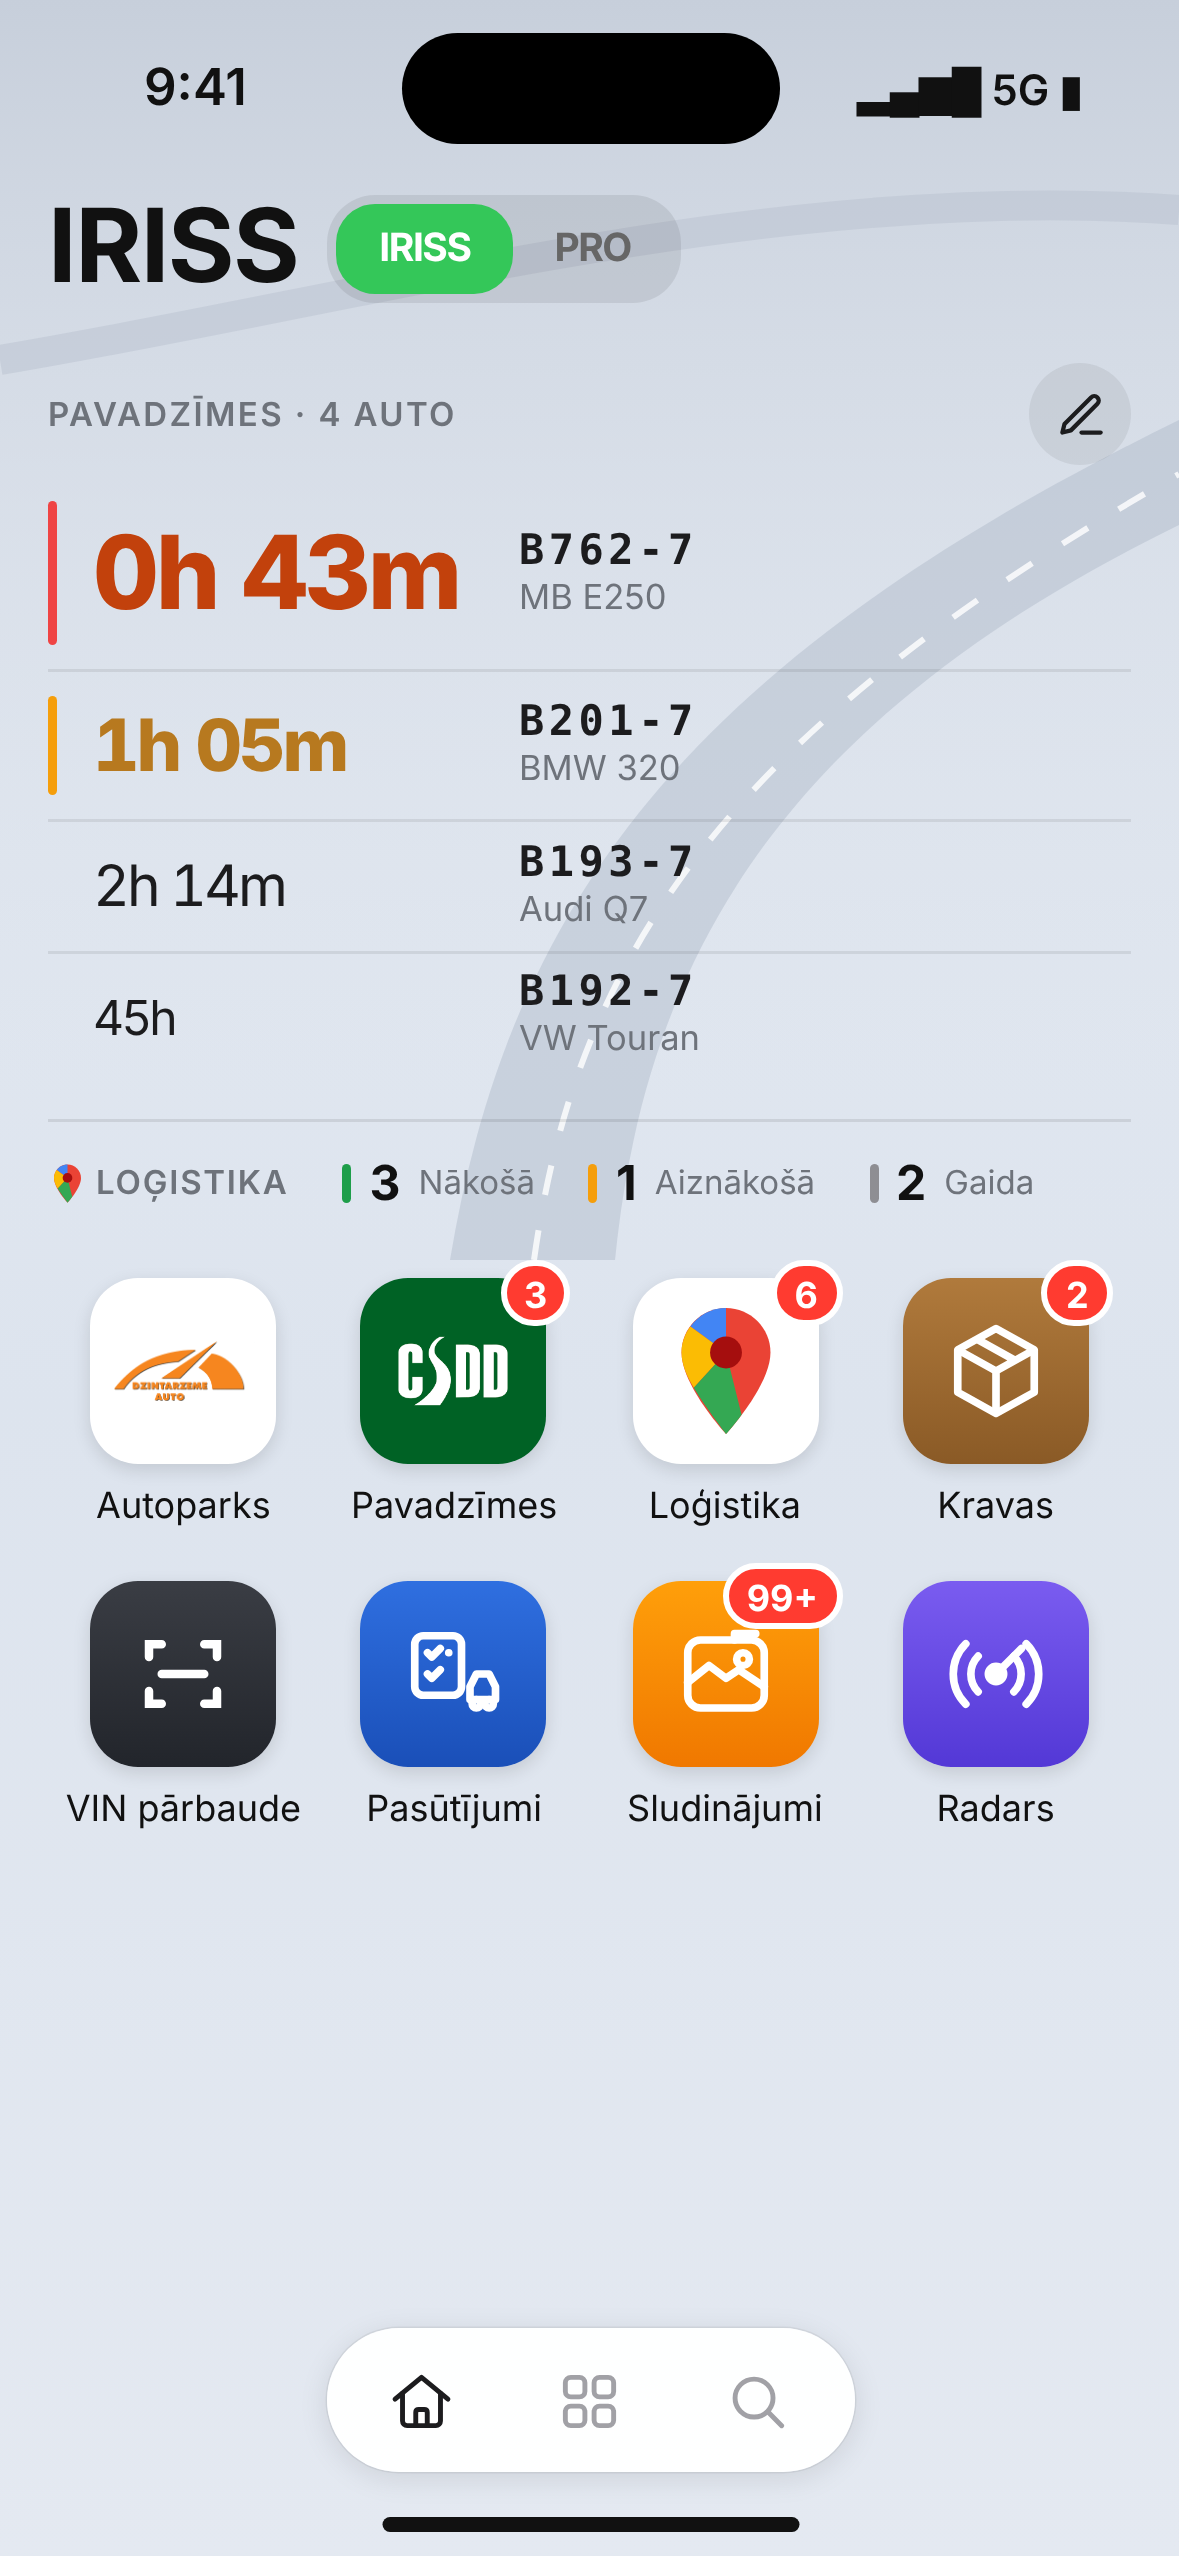 9:41 5G
IRISS IRISS PRO
PAVADZĪMES · 4 AUTO
0h 43m B762-7
MB E250
1h 05m B201-7
BMW 320
2h 14m B193-7
Audi Q7
45h B192-7
VW Touran
LOĢISTIKA 3 Nākošā 1 Aiznākošā 2 Gaida
3 6 2
DZINTARZEME
AUTO
CSDD
Autoparks Pavadzīmes Loģistika Kravas
99+
VIN pārbaude Pasūtījumi Sludinājumi Radars